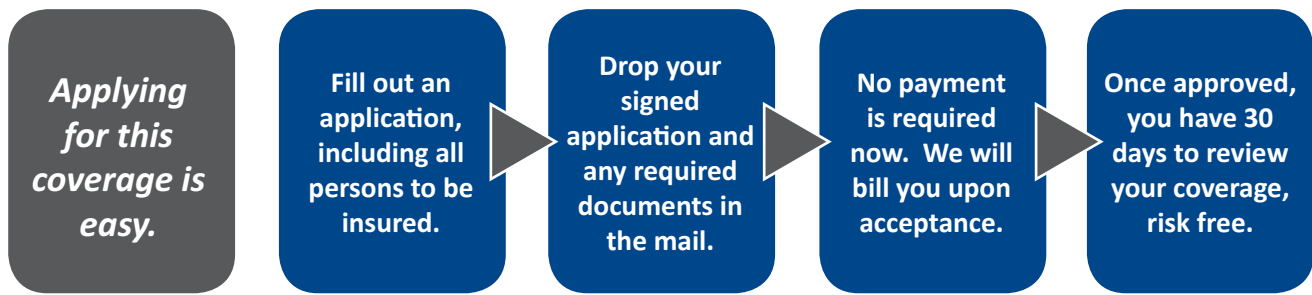 Applying
for this
coverage is
easy.
Fill out an
application,
including all
persons to be
insured.
Drop your
signed
application and
any required
documents in
the mail.
No payment
is required
now.  We will
bill you upon
acceptance.
Once approved,
you have 30
days to review
your coverage,
risk free.